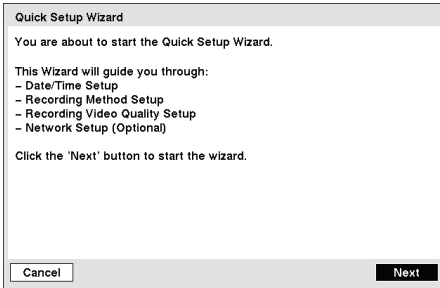 Quick Setup Wizard
You are about to start the Quick Setup Wizard.
This Wizard will guide you through:
– Date/Time Setup
– Recording Method Setup
– Recording Video Quality Setup
– Network Setup (Optional)
Click the 'Next' button to start the wizard.
Cancel
Next